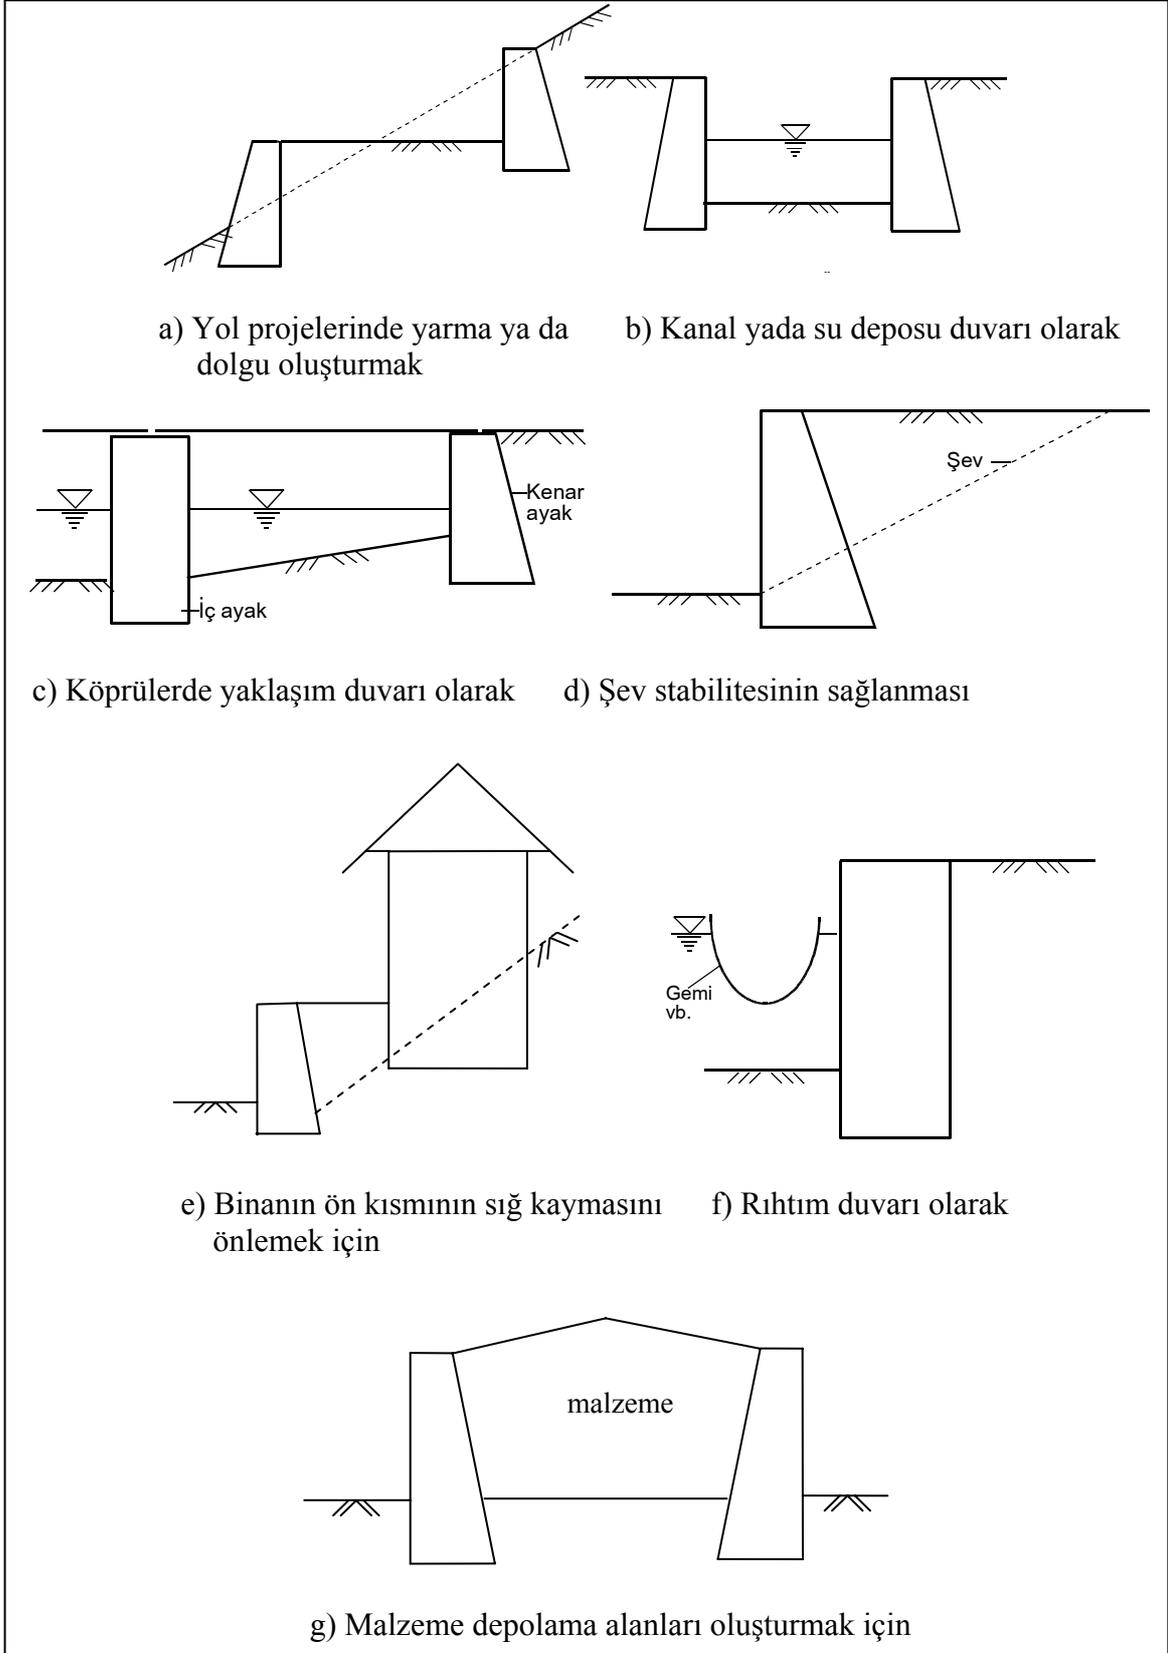 a) Yol projelerinde yarma ya da
dolgu oluşturmak
b) Kanal yada su deposu duvarı olarak
Kenar
ayak
İç ayak
Şev
c) Köprülerde yaklaşım duvarı olarak
d) Şev stabilitesinin sağlanması
Gemi
vb.
e) Binanın ön kısmının sığ kaymasını
önlemek için
f) Rıhtım duvarı olarak
malzeme
g) Malzeme depolama alanları oluşturmak için